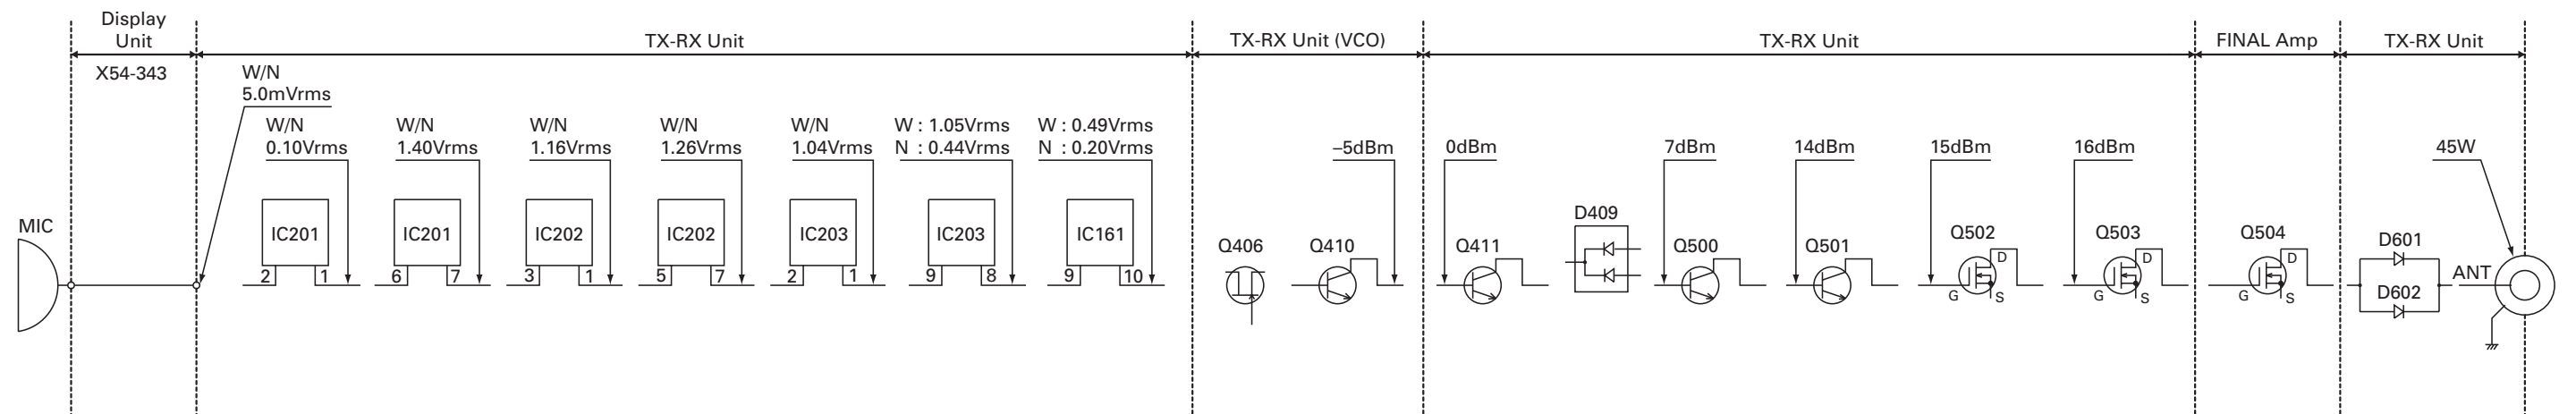 Display
Unit
X54-343
TX-RX Unit
TX-RX Unit (VCO)
TX-RX Unit
FINAL Amp
TX-RX Unit
W/N
5.0mVrms
W/N
0.10Vrms
W/N
1.40Vrms
W/N
1.16Vrms
W/N
1.26Vrms
W/N
1.04Vrms
W : 1.05Vrms
N : 0.44Vrms
W : 0.49Vrms
N : 0.20Vrms
–5dBm
0dBm
7dBm
14dBm
15dBm
16dBm
45W
MIC
IC201
2 1
IC201
6 7
IC202
3 1
IC202
5 7
IC203
2 1
IC203
9 8
IC161
9 10
Q406
Q410
Q411
D409
Q500
Q501
Q502
D
G S
Q503
D
G S
Q504
D
G S
D601
D602
ANT